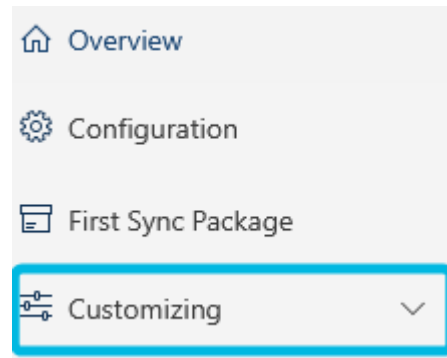 Overview
Configuration
First Sync Package
Customizing